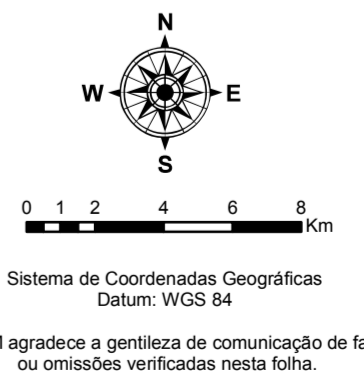 N
W E
S
0 1 2 4 6 8
Km
Sistema de Coordenadas Geográficas
Datum: WGS 84
agradece a gentileza de comunicação de
ou omissões verificadas nesta folha.